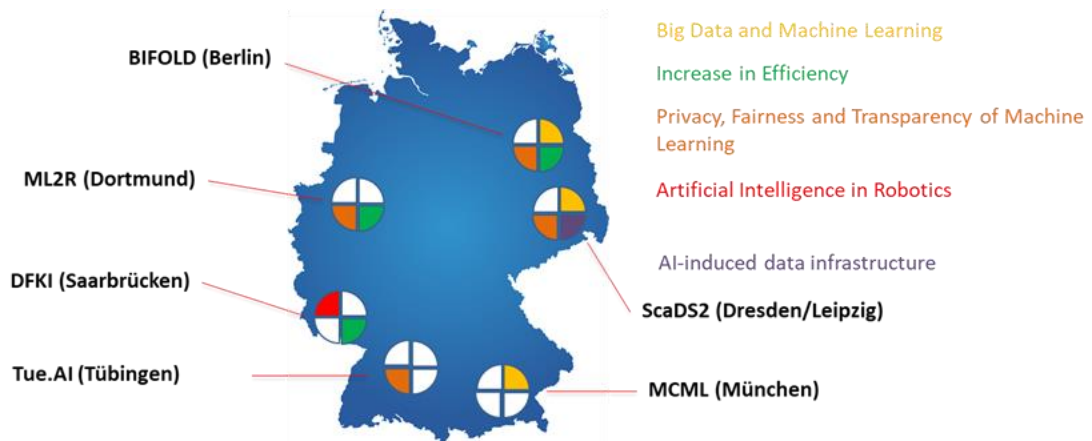 BIFOLD (Berlin)
ML2R (Dortmund)
DFKI (Saarbrücken)
Tue.AI (Tübingen)
Big Data and Machine Learning
Increase in Efficiency
Privacy, Fairness and Transparency of Machine
Learning
Artificial Intelligence in Robotics
AI-induced data infrastructure
ScaDS2 (Dresden/Leipzig)
MCML (München)